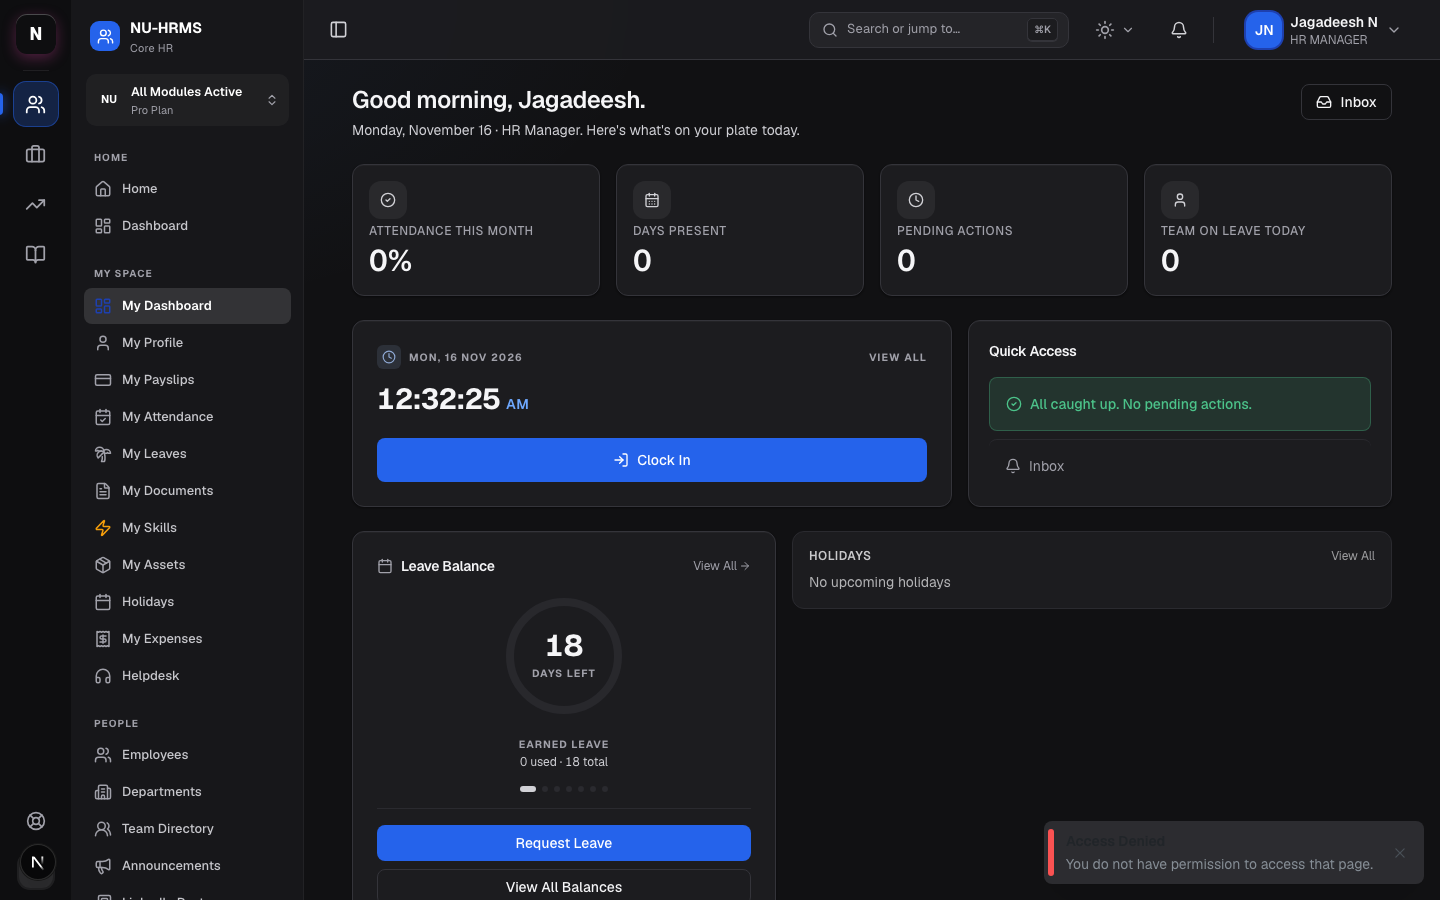 N
NU-HRMS
Core HR
NU
All Modules Active
Pro Plan
HOME
Home
Dashboard
MY SPACE
My Dashboard
My Profile
My Payslips
My Attendance
My Leaves
My Documents
My Skills
My Assets
Holidays
My Expenses
Helpdesk
PEOPLE
Employees
Departments
Team Directory
Announcements
N
Search or jump to...
⌘K
JN
Jagadeesh N
HR MANAGER
Good morning, Jagadeesh.
Monday, November 16 · HR Manager. Here's what's on your plate today.
Inbox
ATTENDANCE THIS MONTH
0%
DAYS PRESENT
0
PENDING ACTIONS
0
TEAM ON LEAVE TODAY
0
MON, 16 NOV 2026
VIEW ALL
12:32:25 AM
Clock In
Quick Access
All caught up. No pending actions.
Inbox
Leave Balance
View All →
18
DAYS LEFT
EARNED LEAVE
0 used · 18 total
Request Leave
View All Balances
HOLIDAYS
View All
No upcoming holidays
Access Denied
You do not have permission to access that page.